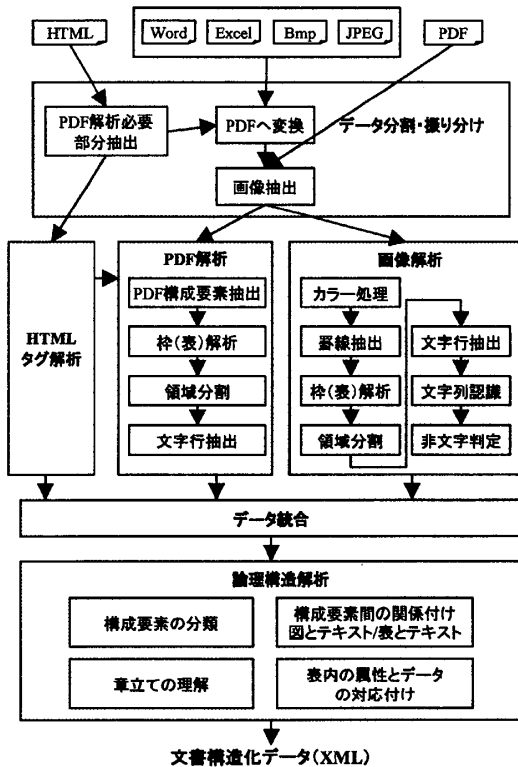 HTML
Word
Excel
Bmp
JPEG
PDF
PDF解析必要
部分抽出
PDFへ変換
データ分割・振り分け
画像抽出
HTML
タグ解析
PDF解析
PDF構成要素抽出
枠(表)解析
領域分割
文字行抽出
画像解析
カラー処理
罫線抽出
枠(表)解析
領域分割
文字行抽出
文字列認識
非文字判定
データ統合
論理構造解析
構成要素の分類
構成要素間の関係付け
図とテキスト/表とテキスト
章立ての理解
表内の属性とデータ
の対応付け
文書構造化データ(XML)